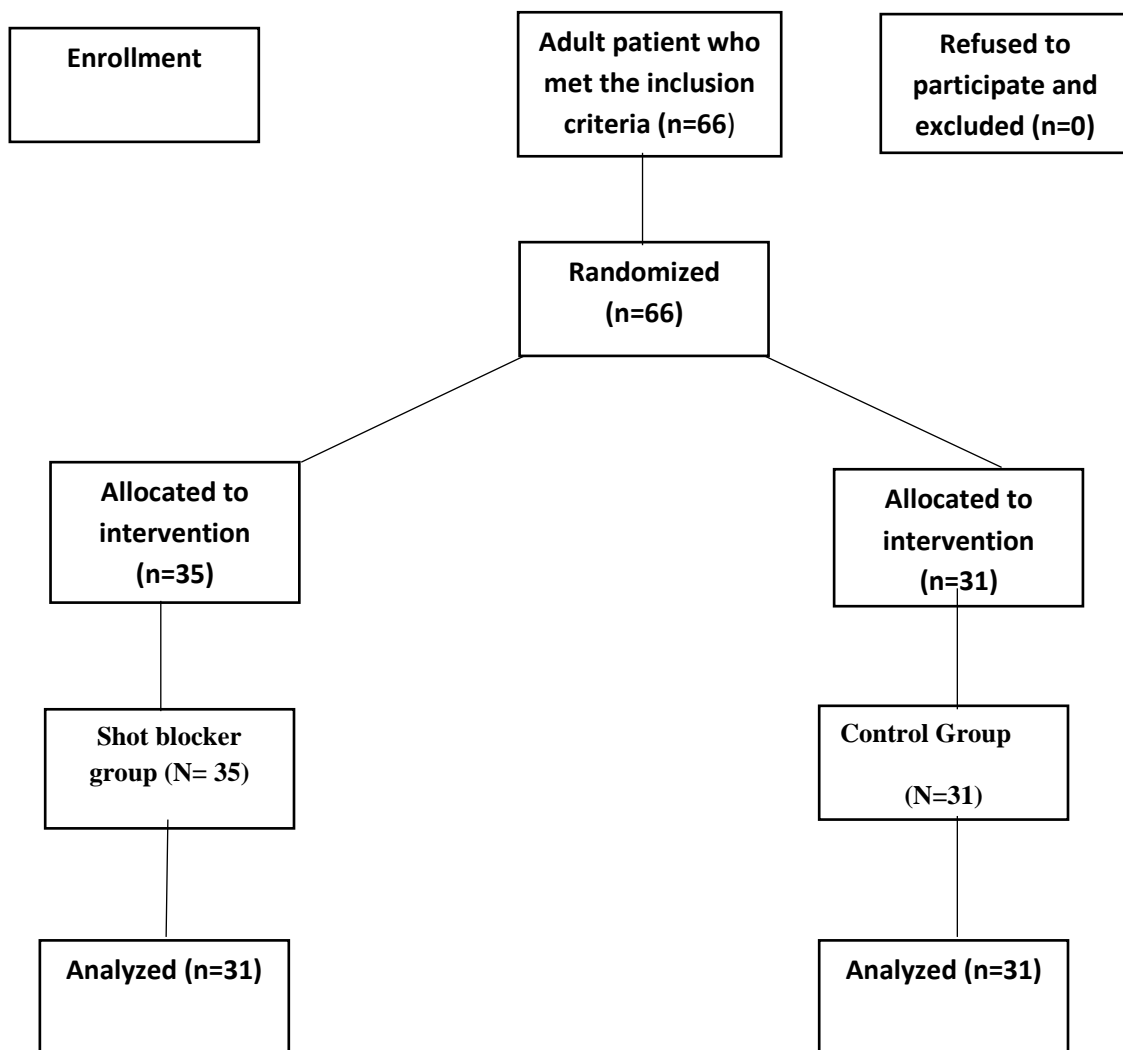 Enrollment
Adult patient who
met the inclusion
criteria (n=66)
Refused to
participate and
excluded (n=0)
Randomized
(n=66)
Allocated to
intervention
(n=35)
Allocated to
intervention
(n=31)
Shot blocker
group (N= 35)
Control Group
(N=31)
Analyzed (n=31)
Analyzed (n=31)